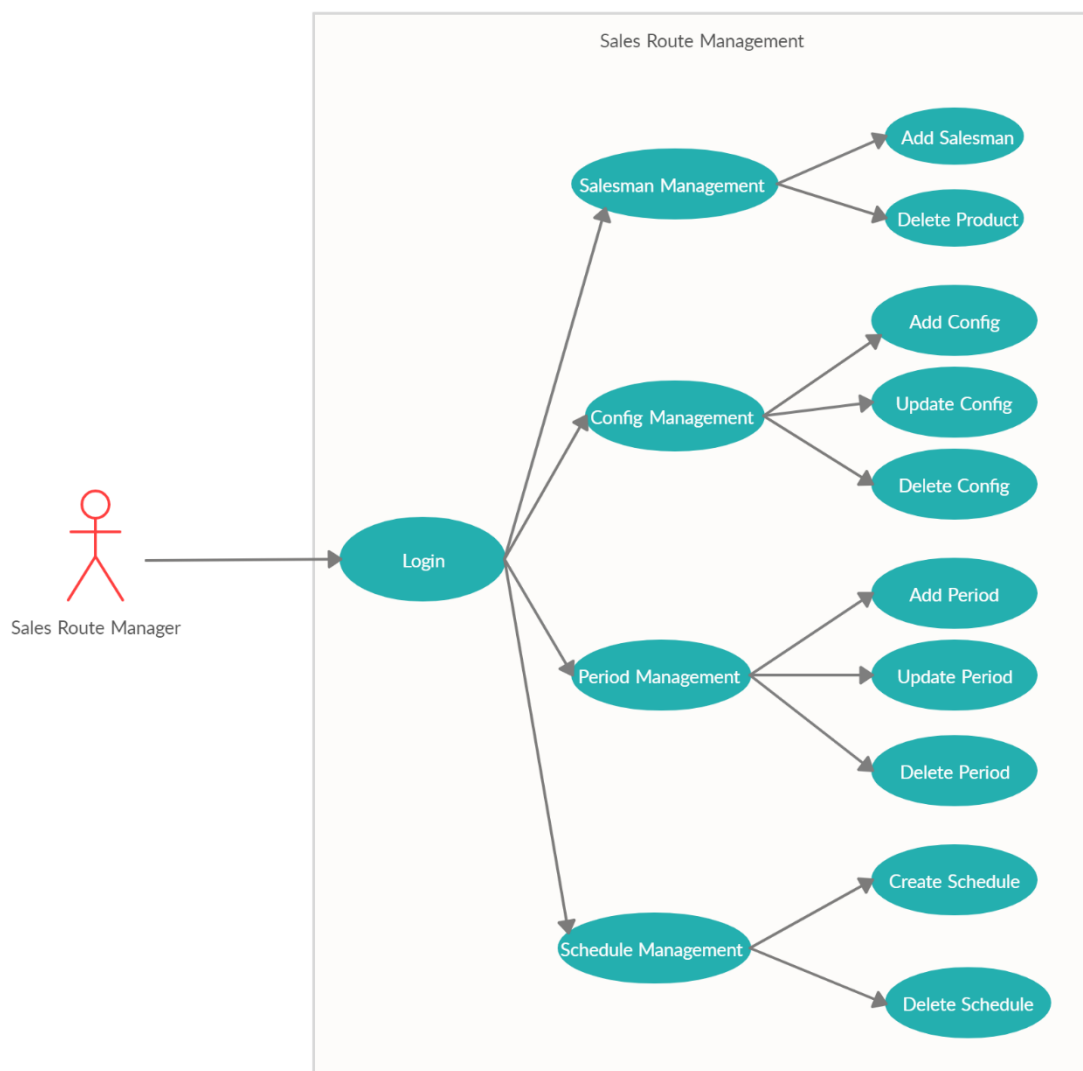 Sales Route Management
Add Salesman
Salesman Management
Delete Product
Add Config
Config Management
Update Config
Delete Config
Login
Sales Route Manager
Add Period
Period Management
Update Period
Delete Period
Create Schedule
Schedule Management
Delete Schedule